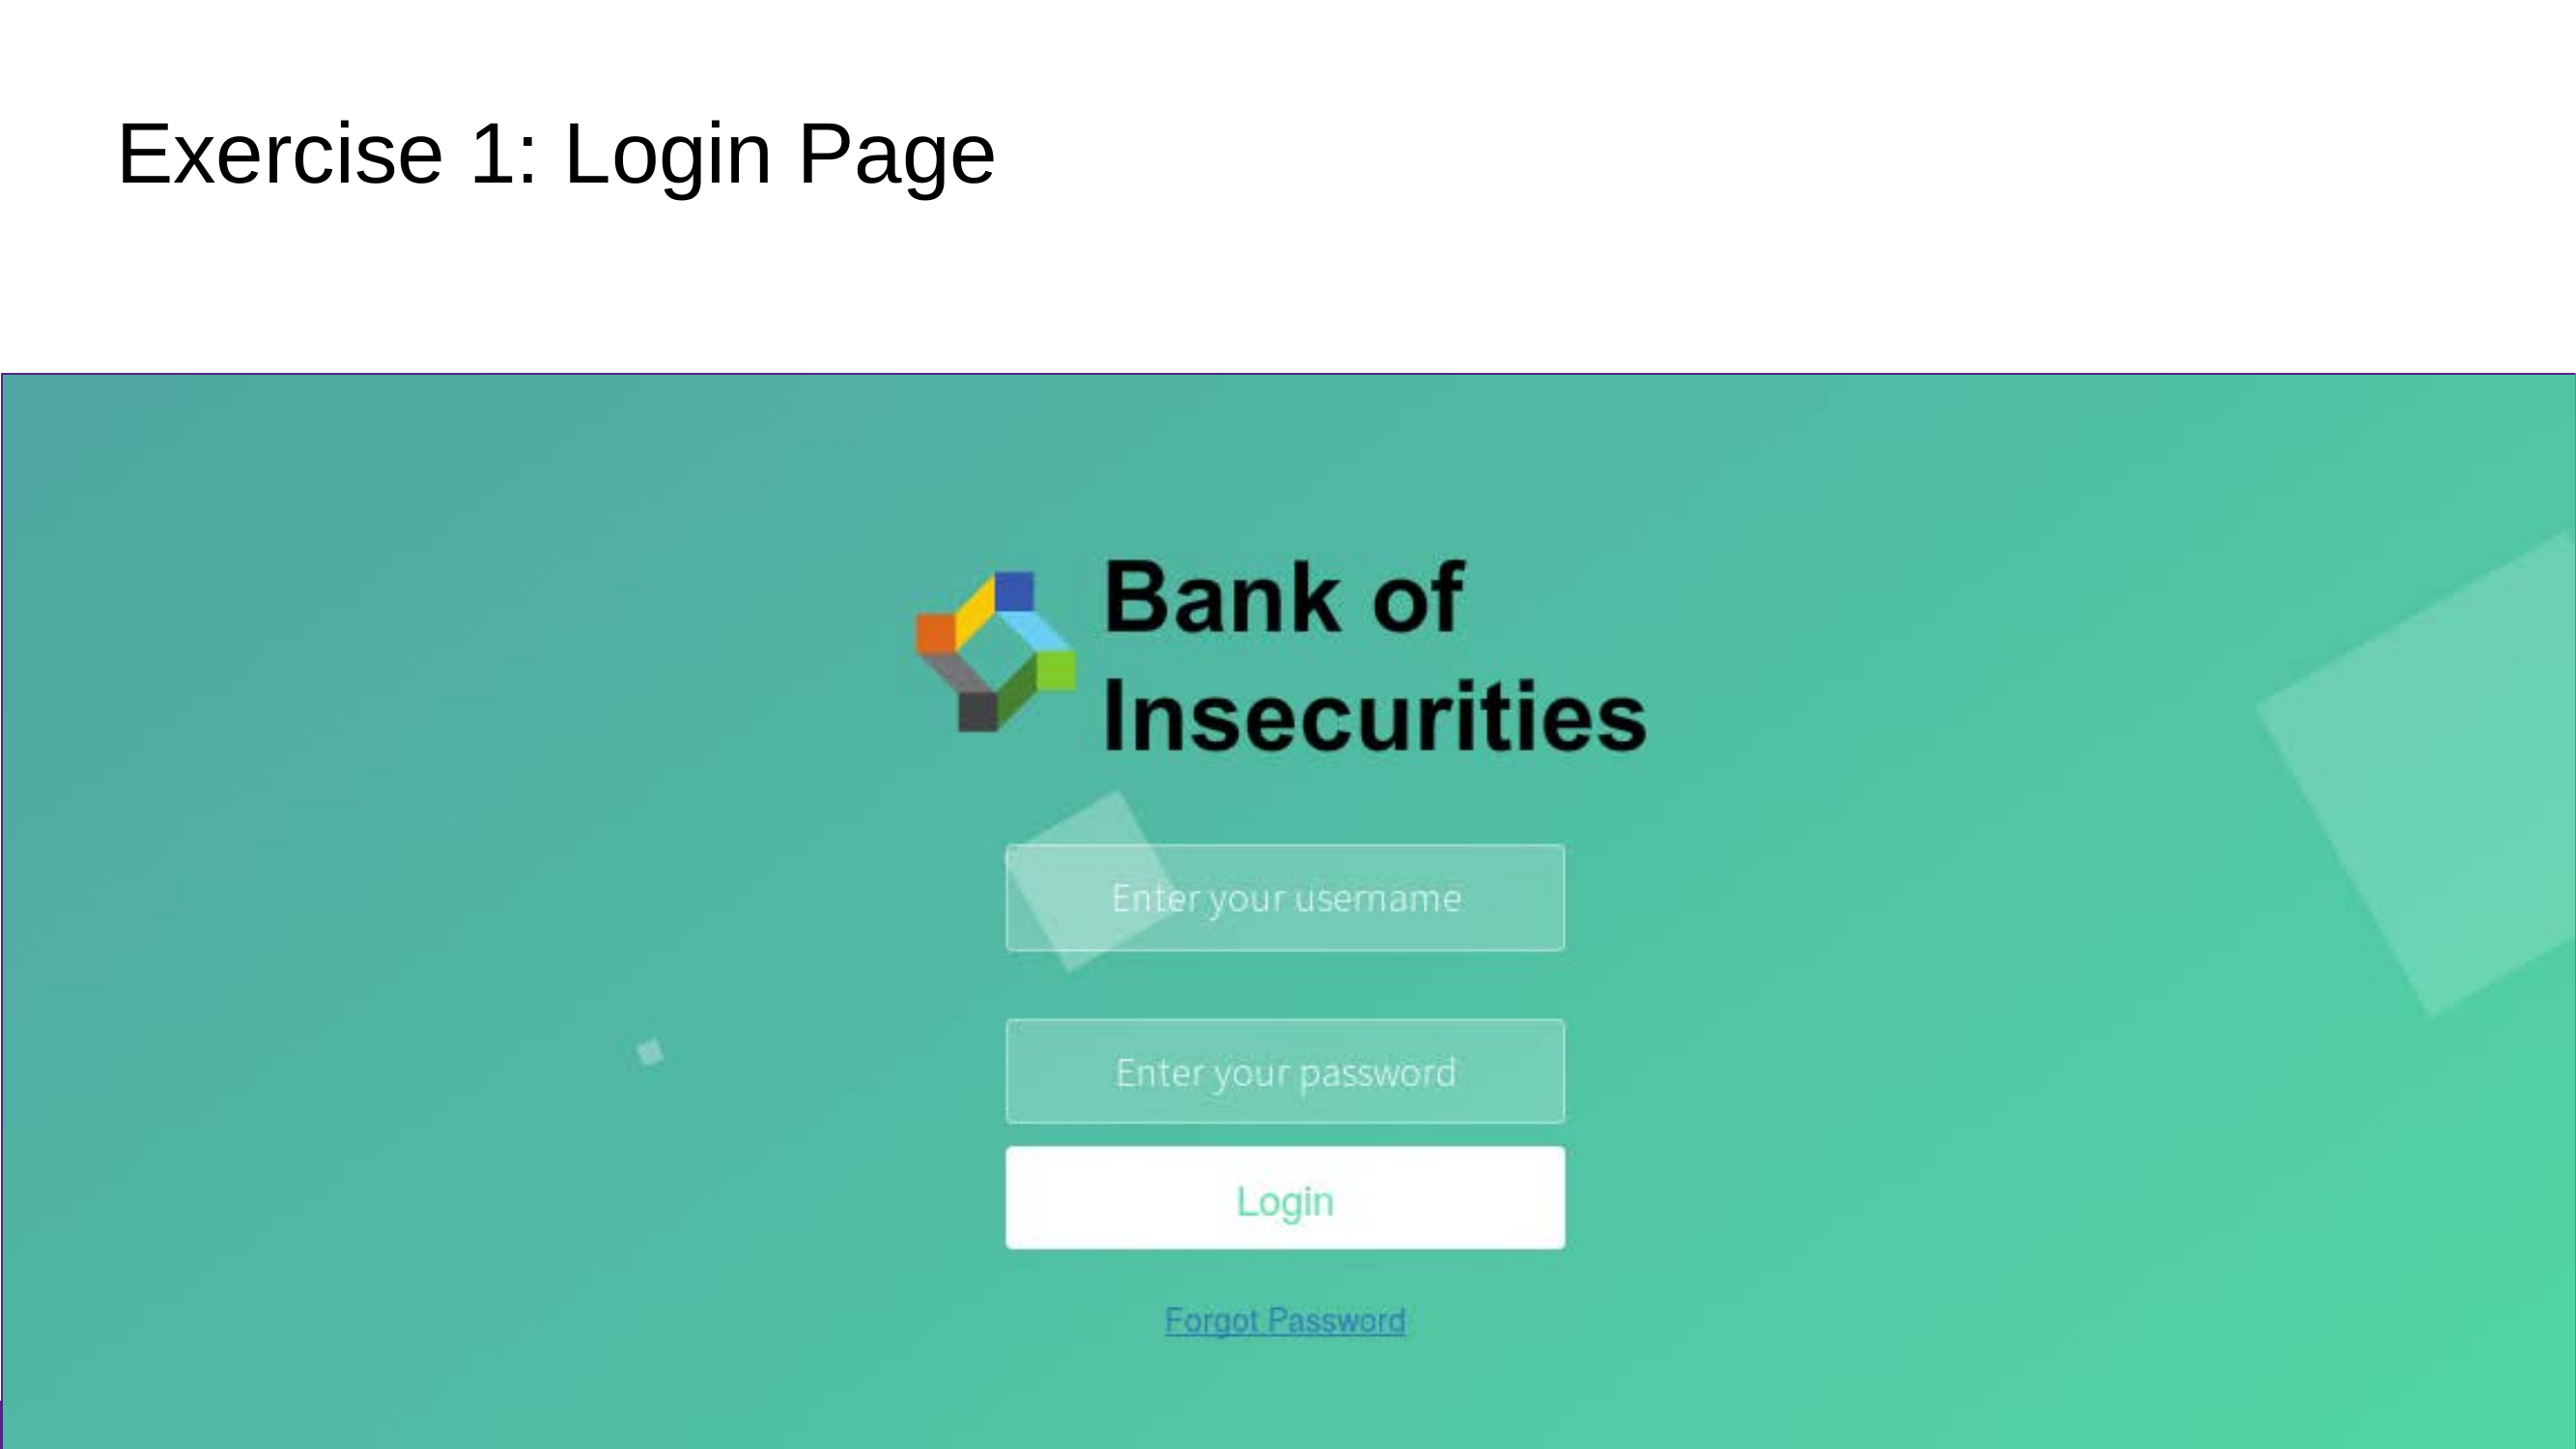 Exercise 1: Login Page
Bank of
Insecurities
Enter your username
Enter your password
Login
Forgot Password